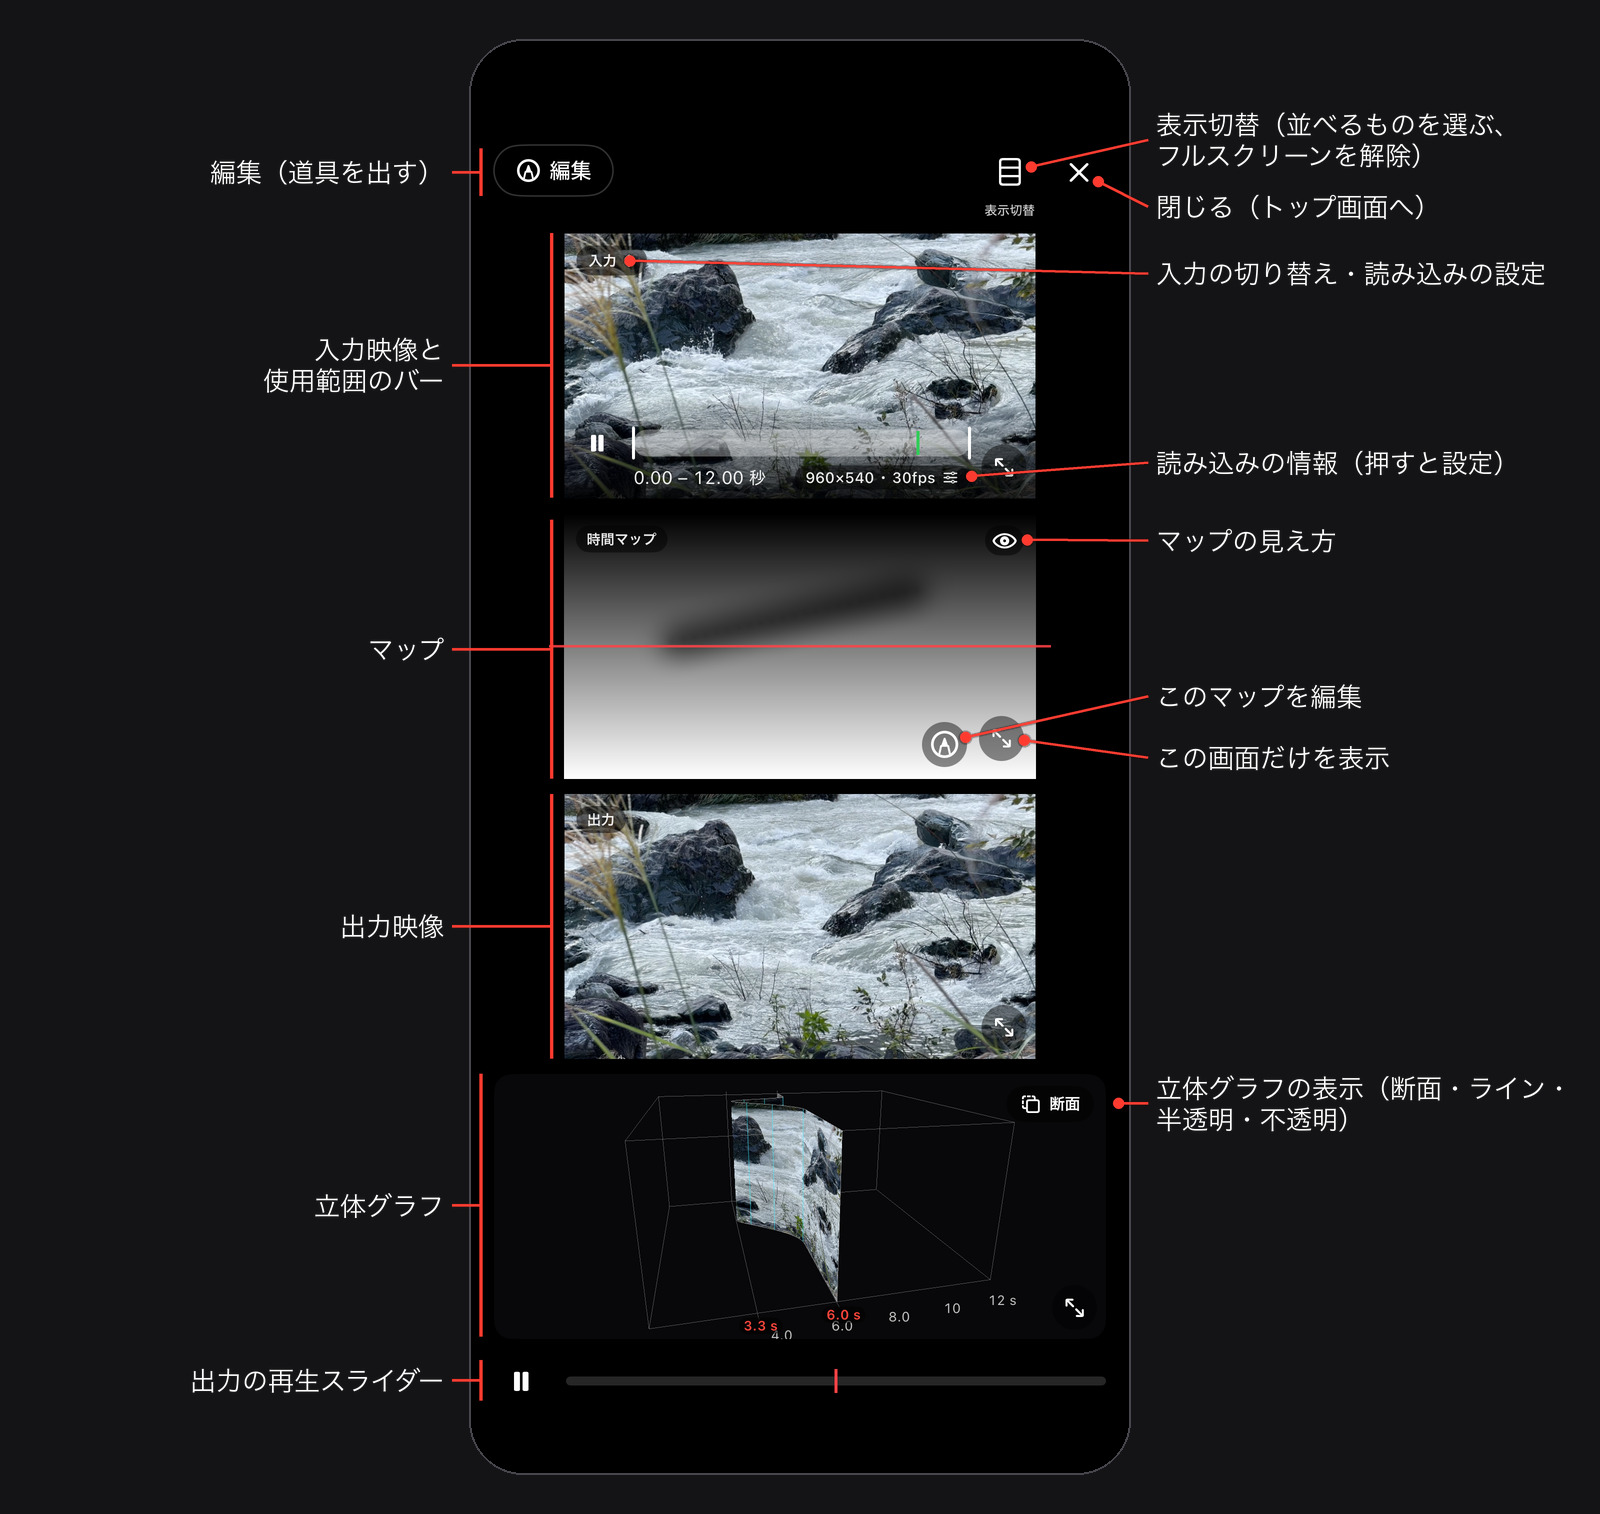 表示切替（並べるものを選ぶ、
フルスクリーンを解除）
編集（道具を出す）
編集
閉じる（トップ画面へ）
表示切替
入力
入力の切り替え・読み込みの設定
入力映像と
使用範囲のバー
0.00 – 12.00 秒
960×540・30fps
読み込みの情報（押すと設定）
時間マップ
マップの見え方
マップ
このマップを編集
この画面だけを表示
出力
出力映像
断面
立体グラフの表示（断面・ライン・
半透明・不透明）
立体グラフ
12 s
10
8.0
6.0 s
6.0
3.3 s
4.0
出力の再生スライダー